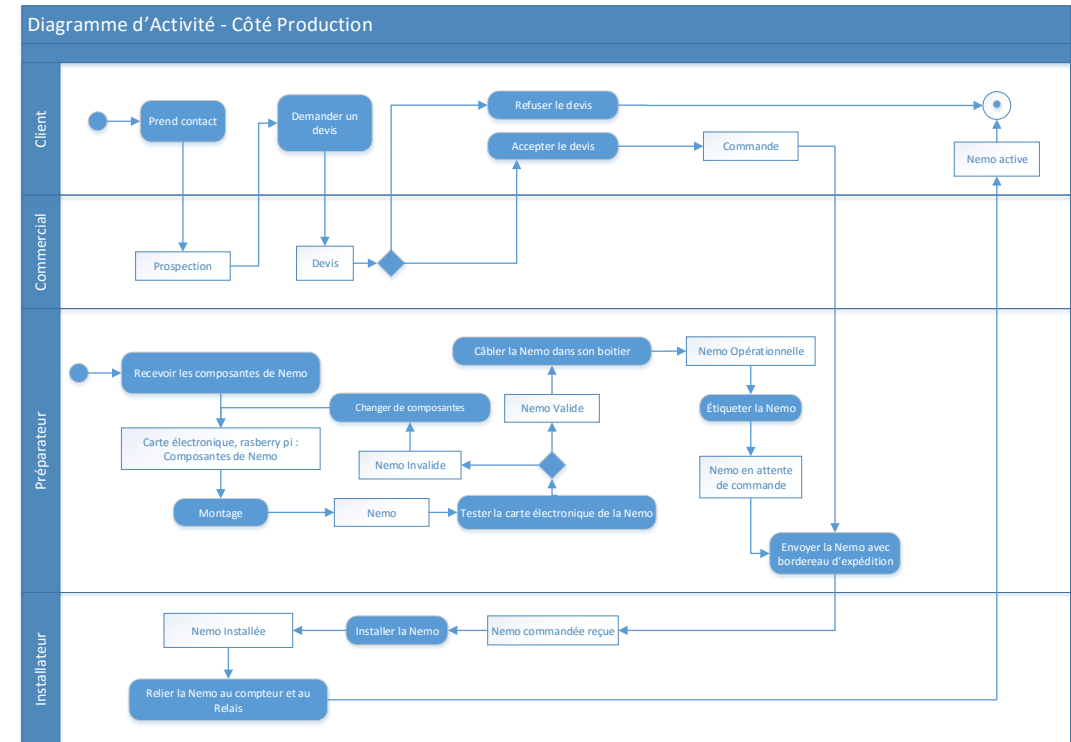 Diagramme d'Activité - Côté Production
Client
Prend contact
Demander un
devis
Refuser le devis
Accepter le devis
Commande
Nemo active
Commercial
Prospection
Devis
Préparateur
Recevoir les composantes de Nemo
Câbler la Nemo dans son boitier
Nemo Opérationnelle
Changer de composantes
Nemo Valide
Étiqueter la Nemo
Carte électronique, rasberry pi :
Composantes de Nemo
Nemo Invalide
Nemo en attente
de commande
Montage
Nemo
Tester la carte électronique de la Nemo
Envoyer la Nemo avec
bordereau d'expédition
Installateur
Nemo Installée
Installer la Nemo
Nemo commandée reçue
Relier la Nemo au compteur et au
Relais